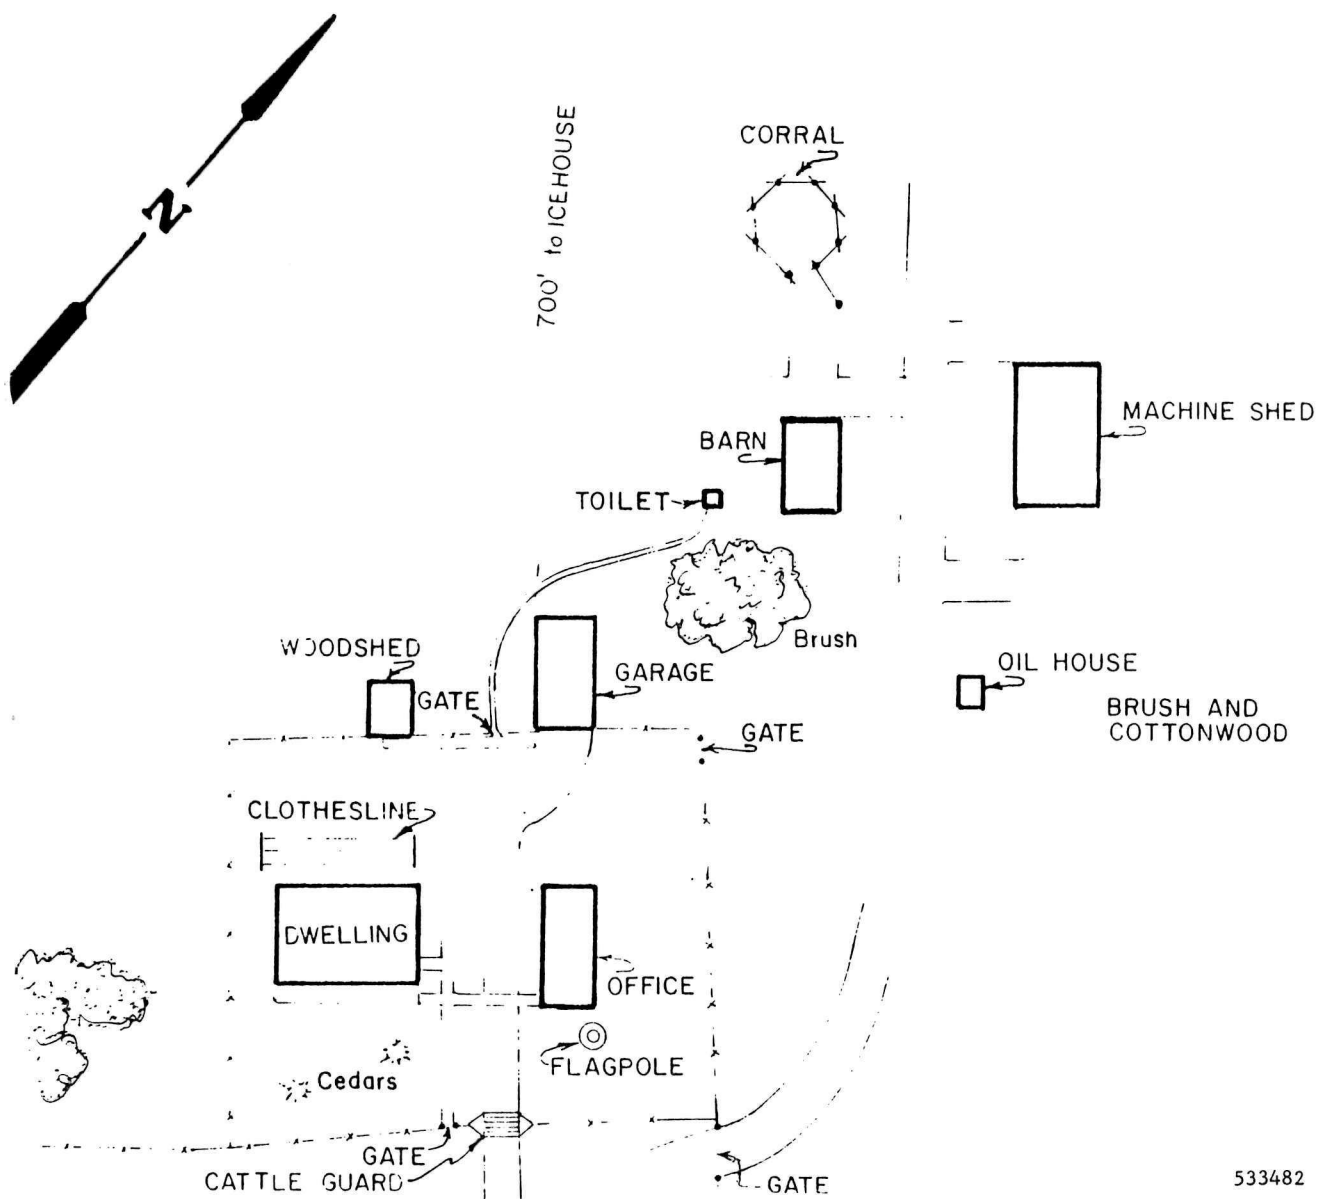 N
700' to ICEHOUSE
CORRAL
MACHINE SHED
BARN
TOILET
Brush
WOODSHED
GARAGE
OIL HOUSE
GATE
BRUSH AND
COTTONWOOD
GATE
CLOTHESLINE
DWELLING
OFFICE
FLAGPOLE
Cedars
GATE
CATTLE GUARD
GATE
533482